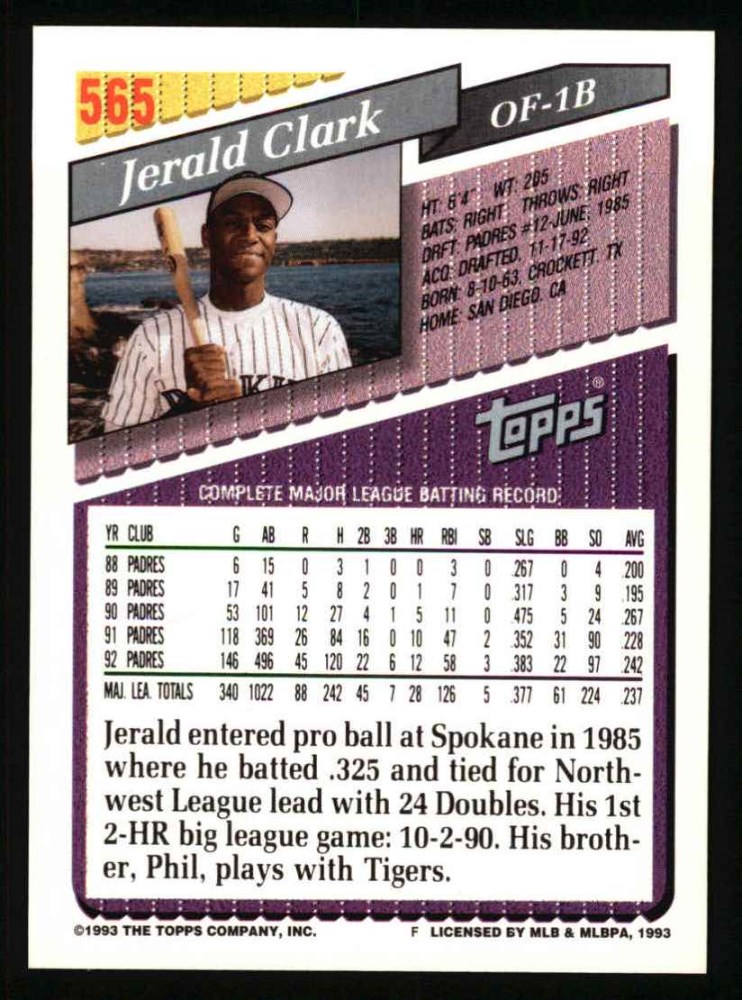 565
Jerald Clark
OF-1B
HT: 6'4" WT: 205
BATS: RIGHT THROWS: RIGHT
DRFT: PADRES #12-JUNE, 1985
ACQ: DRAFTED, 11-17-92
BORN: 8-10-63, CROCKETT, TX
HOME: SAN DIEGO, CA
TOPPS®
COMPLETE MAJOR LEAGUE BATTING RECORD
YR CLUB G AB R H 2B 3B HR RBI SB SLG BB SO AVG
88 PADRES 6 15 0 3 1 0 0 3 0 .267 0 4 .200
89 PADRES 17 41 5 8 2 0 1 7 0 .317 3 9 .195
90 PADRES 53 101 12 27 4 1 5 11 0 .475 5 24 .267
91 PADRES 118 369 26 84 16 0 10 47 2 .352 31 90 .228
92 PADRES 146 496 45 120 22 6 12 58 3 .383 22 97 .242
MAJ. LEA. TOTALS 340 1022 88 242 45 7 28 126 5 .377 61 224 .237
Jerald entered pro ball at Spokane in 1985
where he batted .325 and tied for North-
west League lead with 24 Doubles. His 1st
2-HR big league game: 10-2-90. His broth-
er, Phil, plays with Tigers.
©1993 THE TOPPS COMPANY, INC. F LICENSED BY MLB & MLBPA, 1993